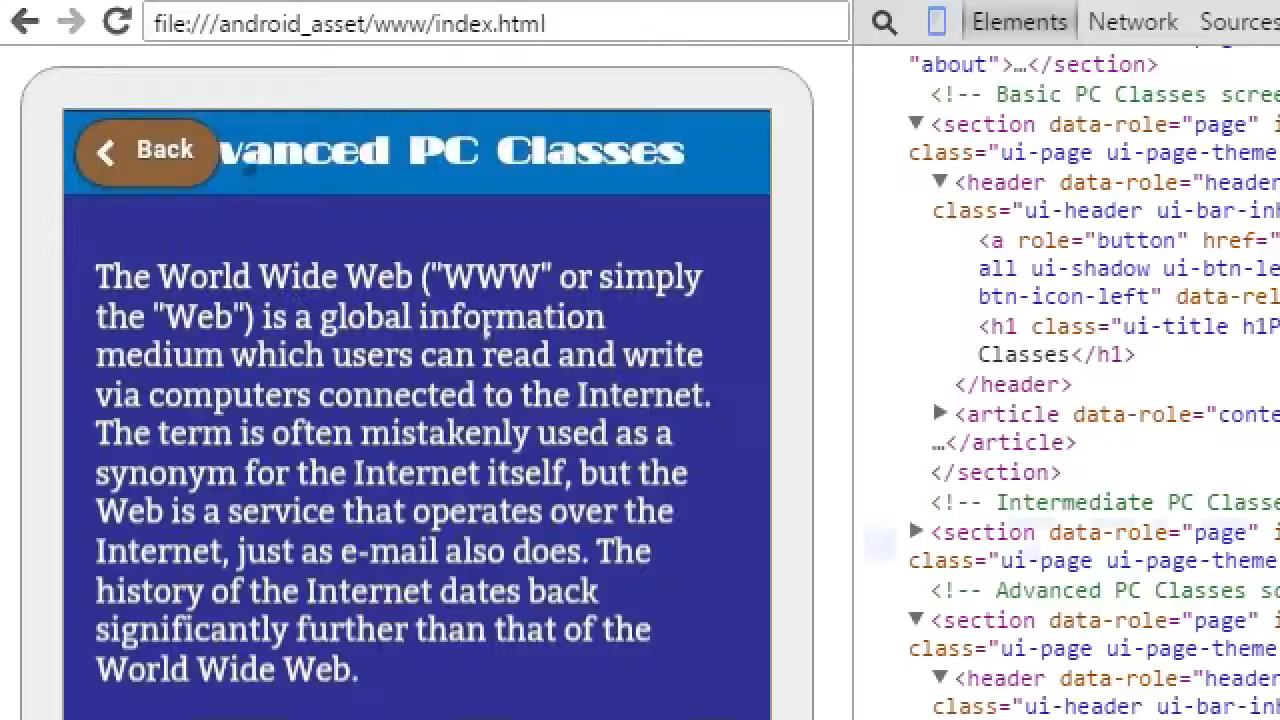 file:///android_asset/www/index.html
Elements Network Sources
Back
vanced PC Classes
The World Wide Web ("WWW" or simply
the "Web") is a global information
medium which users can read and write
via computers connected to the Internet.
The term is often mistakenly used as a
synonym for the Internet itself, but the
Web is a service that operates over the
Internet, just as e-mail also does. The
history of the Internet dates back
significantly further than that of the
World Wide Web.
"about">…</section>
<!-- Basic PC Classes scree
▼<section data-role="page" i
class="ui-page ui-page-theme
▼<header data-role="header
class="ui-header ui-bar-inh
<a role="button" href="
all ui-shadow ui-btn-le
btn-icon-left" data-rel
<h1 class="ui-title h1P
Classes</h1>
</header>
▶<article data-role="conte
…</article>
</section>
<!-- Intermediate PC Classe
▶<section data-role="page" i
class="ui-page ui-page-theme
<!-- Advanced PC Classes sc
▼<section data-role="page" i
class="ui-page ui-page-theme
▼<header data-role="header
class="ui-header ui-bar-inh